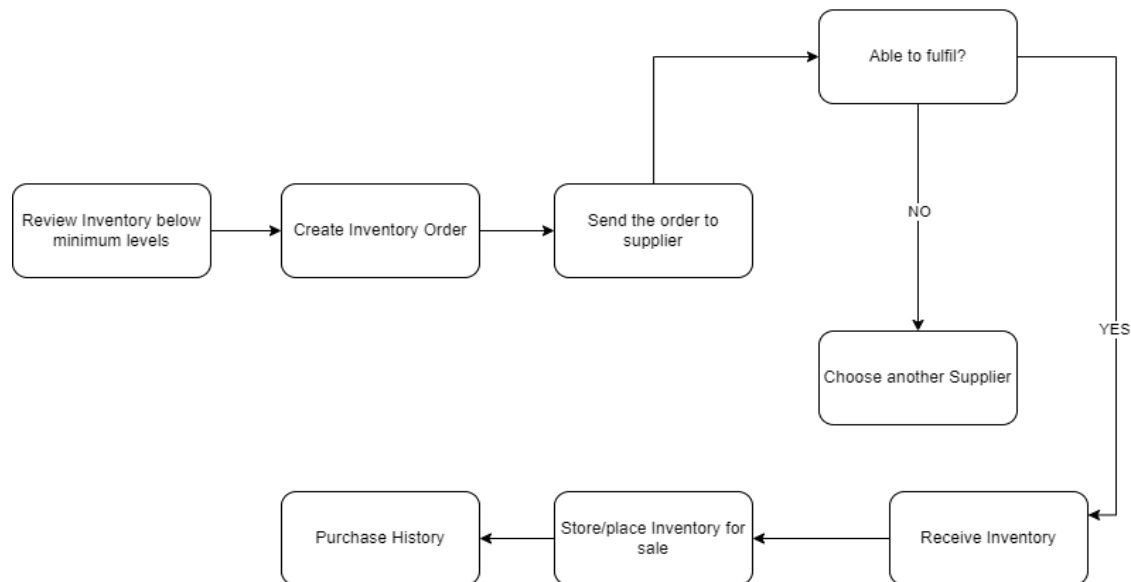 Able to fulfil?
Review Inventory below
minimum levels
Create Inventory Order
Send the order to
supplier
NO
YES
Choose another Supplier
Purchase History
Store/place Inventory for
sale
Receive Inventory